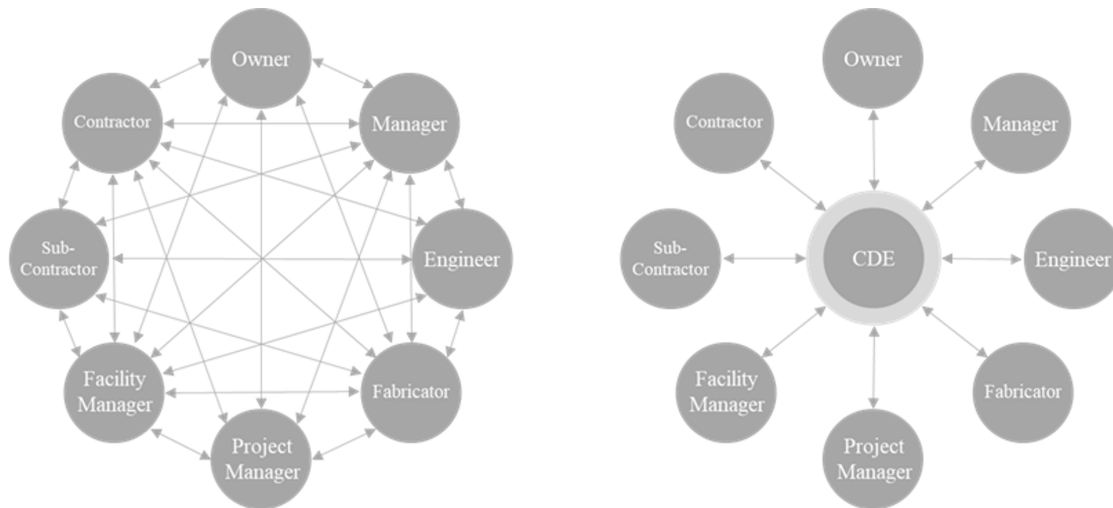 Owner
Contractor
Manager
Sub-
Contractor
Engineer
Facility
Manager
Fabricator
Project
Manager
Owner
Contractor
Manager
Sub-
Contractor
CDE
Engineer
Facility
Manager
Fabricator
Project
Manager